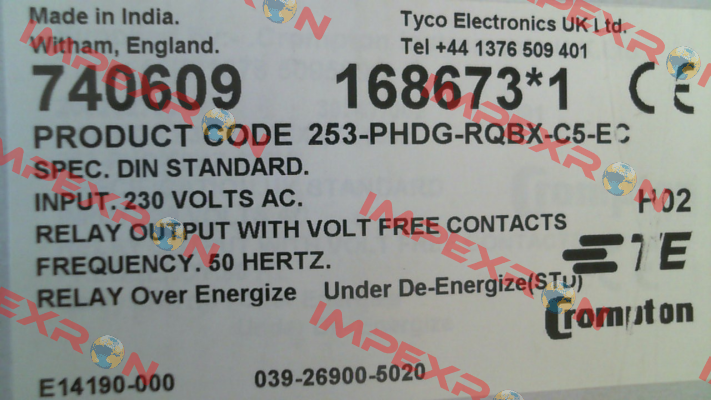 Made in India.
Witham, England.
Tyco Electronics UK Ltd.
Tel +44 1376 509 401
740609 168673*1 CE
PRODUCT CODE 253-PHDG-RQBX-C5-EC
SPEC. DIN STANDARD.
INPUT. 230 VOLTS AC. H02
RELAY OUTPUT WITH VOLT FREE CONTACTS
FREQUENCY. 50 HERTZ. TE
RELAY Over Energize Under De-Energize(STD)
Crompton
E14190-000 039-26900-5020
IMPEXRON